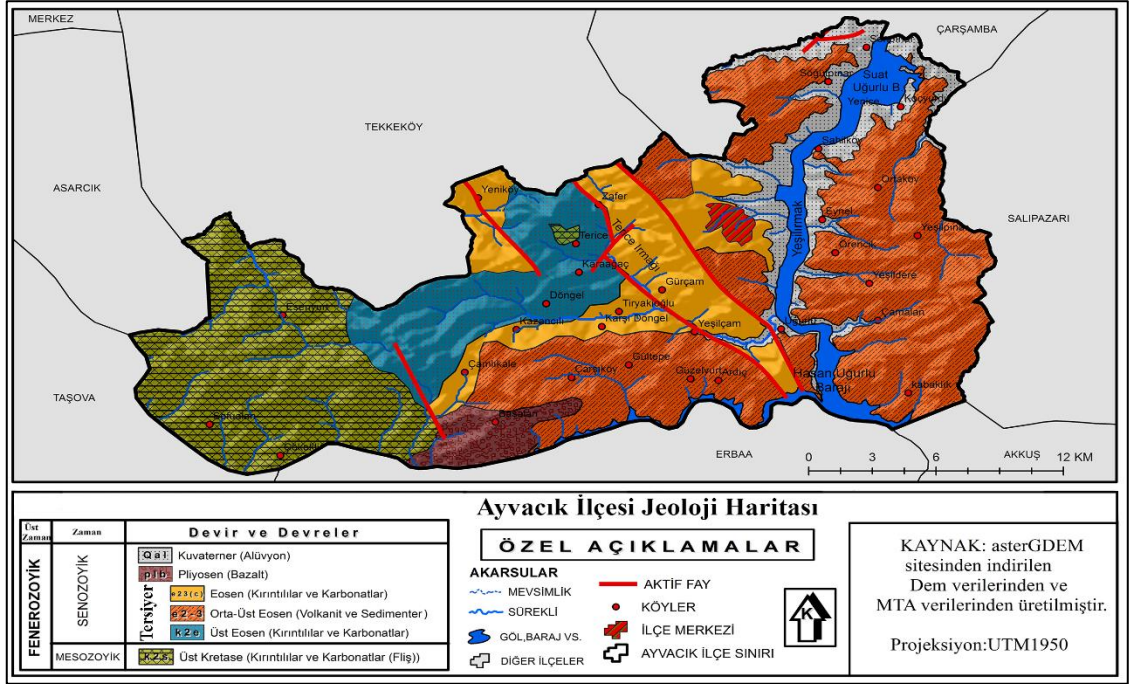 MERKEZ
ÇARŞAMBA
TEKKEKÖY
ASARCIK
SALIPAZARI
TAŞOVA
ERBAA
AKKUŞ
Söğütpınar
Suat
Uğurlu B
Yenice
Sahilköy
Ortaköy
Yeniköy
Zafer
Eynel
Yeşilpınar
Terice
Terice Irmağı
Yeşilırmak
Örencik
Karaağaç
Yeşildere
Gürçam
Döngel
Esenyurt
Tiryakioğlu
Kazancılı
Karşı Döngel
Yeşilçam
Çamalan
Gültepe
Çamlıkale
Güzelyurt
Ardıç
Hasan Uğurlu
Barajı
kabaklık
Başalan
0 3 6 12 KM
Ayvacık İlçesi Jeoloji Haritası
Üst
Zaman
Zaman
Devir ve Devreler
FENEROZOYİK
SENOZOYİK
MESOZOYİK
Tersiyer
Qal Kuvaterner (Alüvyon)
plb Pliyosen (Bazalt)
e23(c) Eosen (Kırıntılılar ve Karbonatlar)
e2-3 Orta-Üst Eosen (Volkanit ve Sedimenter )
k2e Üst Eosen (Kırıntılılar ve Karbonatlar)
k2s Üst Kretase (Kırıntılılar ve Karbonatlar (Fliş))
ÖZEL AÇIKLAMALAR
AKARSULAR
MEVSİMLİK
SÜREKLİ
GÖL,BARAJ VS.
DİĞER İLÇELER
AKTİF FAY
KÖYLER
İLÇE MERKEZİ
AYVACIK İLÇE SINIRI
K
KAYNAK: asterGDEM
sitesinden indirilen
Dem verilerinden ve
MTA verilerinden üretilmiştir.
Projeksiyon:UTM1950